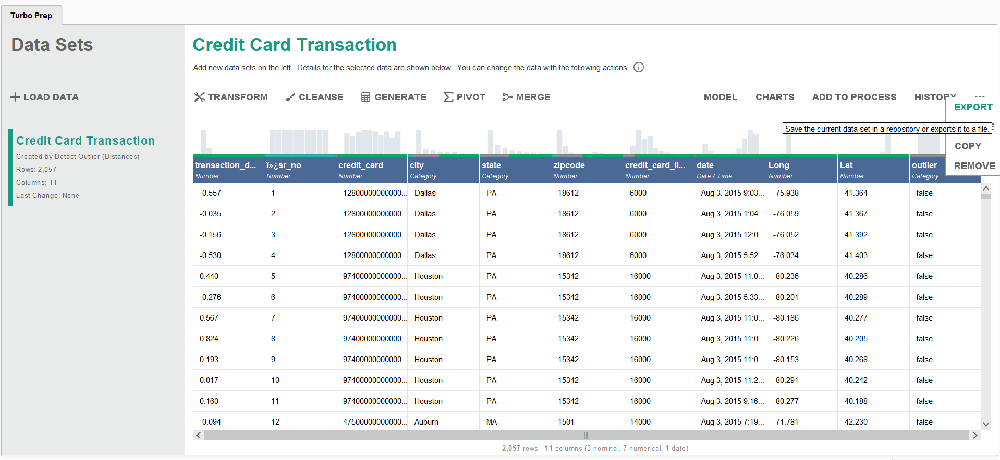 Turbo Prep
Data Sets
Credit Card Transaction
Add new data sets on the left. Details for the selected data are shown below. You can change the data with the following actions.
LOAD DATA
TRANSFORM CLEANSE GENERATE PIVOT MERGE MODEL CHARTS ADD TO PROCESS HISTORY ...
EXPORT
Save the current data set in a repository or exports it to a file.
COPY
REMOVE
Credit Card Transaction
Created by Detect Outlier (Distances)
Rows: 2,057
Columns: 11
Last Change: None
transaction_d... ï»¿sr_no credit_card city state zipcode credit_card_li... date Long Lat outlier
Number Number Number Category Category Number Number Date / Time Number Number Category
-0.557 1 12800000000000... Dallas PA 18612 6000 Aug 3, 2015 9:03... -75.938 41.364 false
-0.035 2 12800000000000... Dallas PA 18612 6000 Aug 3, 2015 1:04... -76.059 41.367 false
-0.156 3 12800000000000... Dallas PA 18612 6000 Aug 3, 2015 12:0... -76.052 41.392 false
-0.530 4 12800000000000... Dallas PA 18612 6000 Aug 3, 2015 5:52... -76.034 41.403 false
0.440 5 97400000000000... Houston PA 15342 16000 Aug 3, 2015 11:0... -80.236 40.286 false
-0.276 6 97400000000000... Houston PA 15342 16000 Aug 3, 2015 5:33... -80.201 40.289 false
0.567 7 97400000000000... Houston PA 15342 16000 Aug 3, 2015 11:0... -80.186 40.277 false
0.824 8 97400000000000... Houston PA 15342 16000 Aug 3, 2015 11:0... -80.226 40.205 false
0.193 9 97400000000000... Houston PA 15342 16000 Aug 3, 2015 11:0... -80.153 40.268 false
0.017 10 97400000000000... Houston PA 15342 16000 Aug 3, 2015 11:2... -80.291 40.242 false
0.160 11 97400000000000... Houston PA 15342 16000 Aug 3, 2015 9:16... -80.277 40.188 false
-0.094 12 47500000000000... Auburn MA 1501 14000 Aug 3, 2015 7:19... -71.781 42.230 false
2,057 rows - 11 columns (3 nominal, 7 numerical, 1 date)